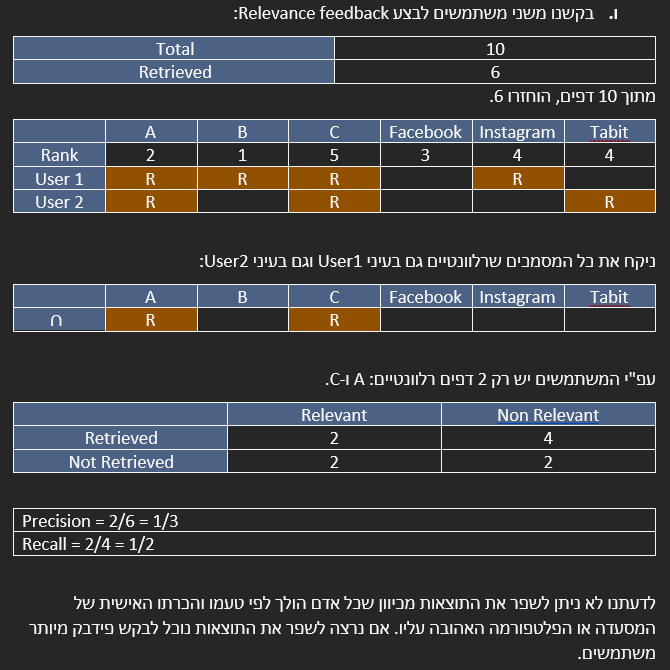 ו. בקשנו משני משתמשים לבצע Relevance feedback:
Total 10
Retrieved 6
מתוך 10 דפים, הוחזרו 6.
A B C Facebook Instagram Tabit
Rank 2 1 5 3 4 4
User 1 R R R R
User 2 R R R
ניקח את כל המסמכים שרלוונטיים גם בעיני User1 וגם בעיני User2:
A B C Facebook Instagram Tabit
∩ R R
עפ"י המשתמשים יש רק 2 דפים רלוונטיים: A ו-C.
Relevant Non Relevant
Retrieved 2 4
Not Retrieved 2 2
Precision = 2/6 = 1/3
Recall = 2/4 = 1/2
לדעתנו לא ניתן לשפר את התוצאות מכיוון שכל אדם הולך לפי טעמו והכרתו האישית של
המסעדה או הפלטפורמה האהובה עליו. אם נרצה לשפר את התוצאות נוכל לבקש פידבק מיותר
משתמשים.